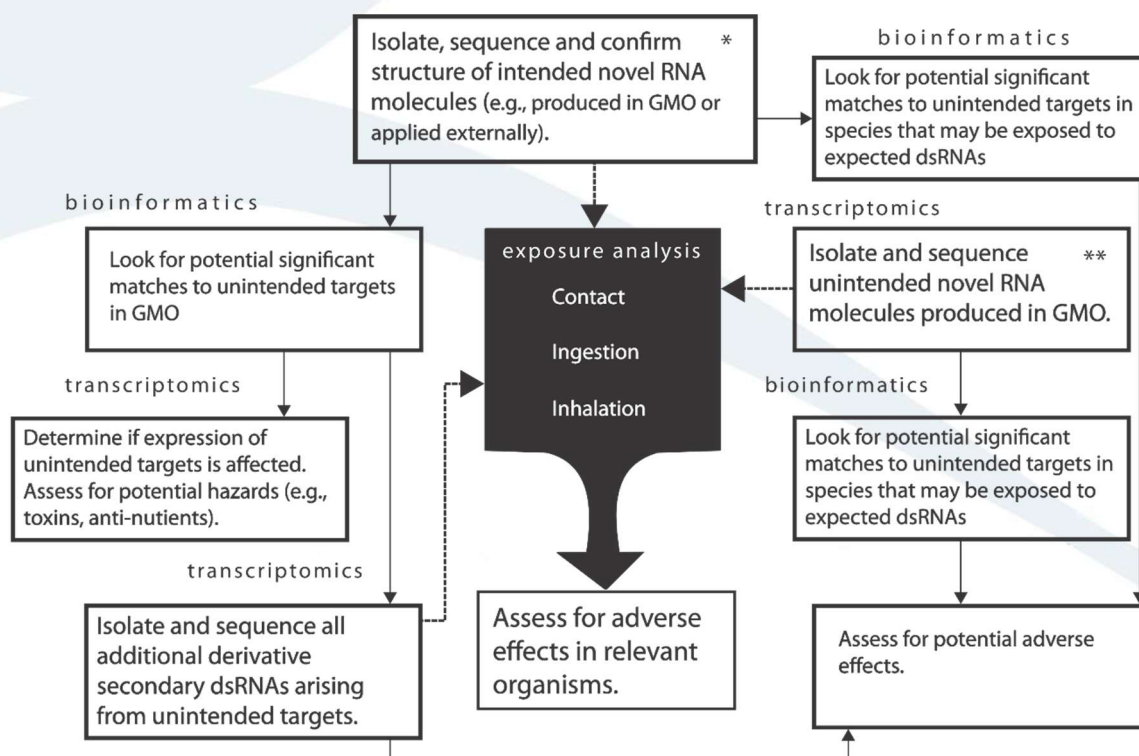 Isolate, sequence and confirm *
structure of intended novel RNA
molecules (e.g., produced in GMO or
applied externally).
bioinformatics
Look for potential significant
matches to unintended targets in
species that may be exposed to
expected dsRNAs
bioinformatics
Look for potential significant
matches to unintended targets
in GMO
transcriptomics
Determine if expression of
unintended targets is affected.
Assess for potential hazards (e.g.,
toxins, anti-nutients).
transcriptomics
Isolate and sequence all
additional derivative
secondary dsRNAs arising
from unintended targets.
exposure analysis
Contact
Ingestion
Inhalation
Assess for adverse
effects in relevant
organisms.
transcriptomics
Isolate and sequence **
unintended novel RNA
molecules produced in GMO.
bioinformatics
Look for potential significant
matches to unintended targets in
species that may be exposed to
expected dsRNAs
Assess for potential adverse
effects.